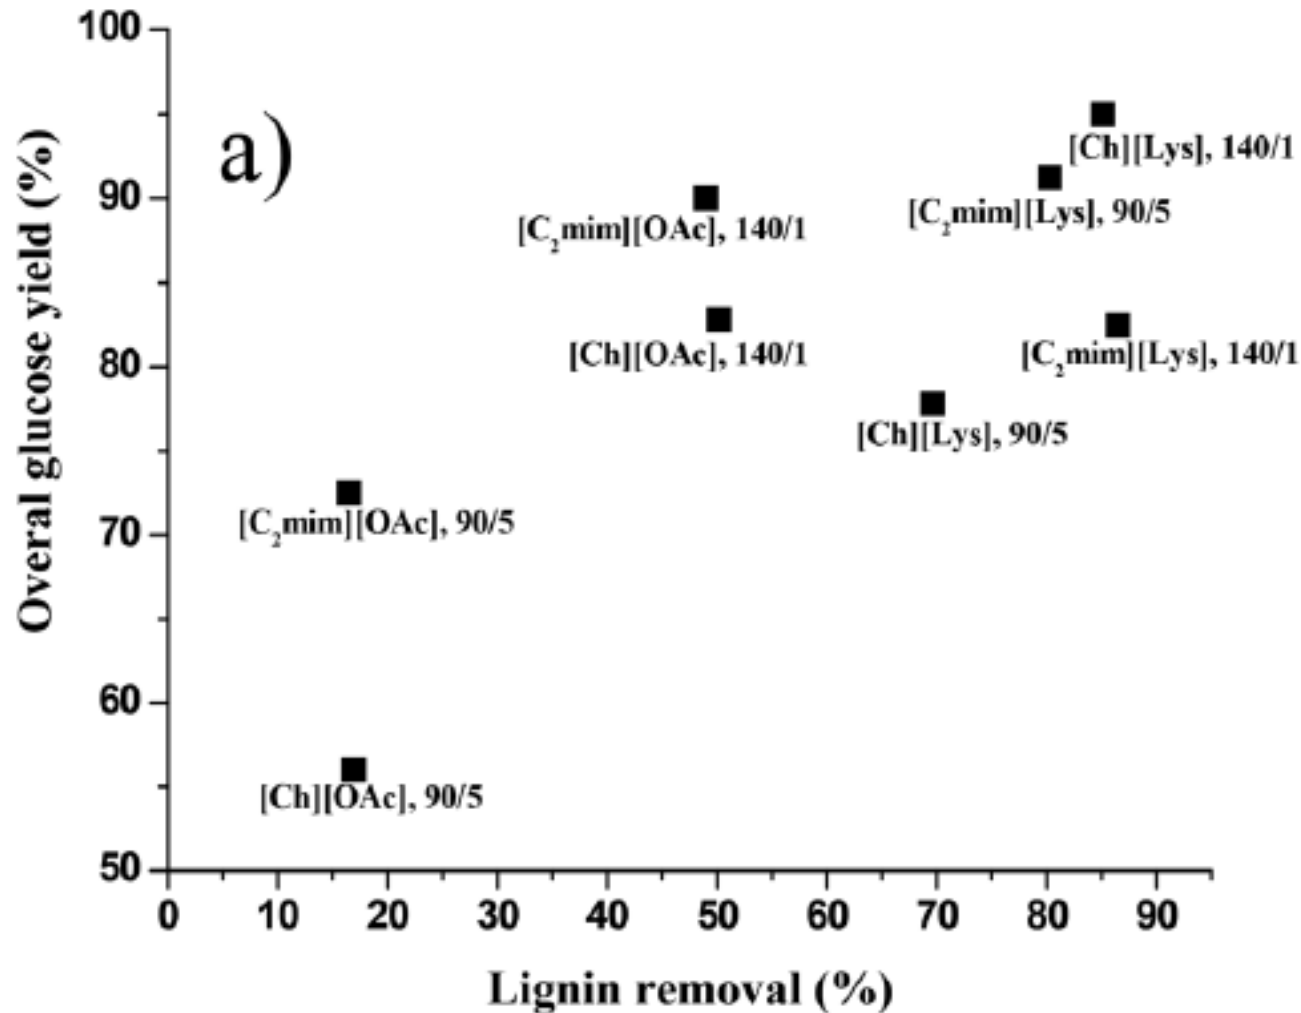 a)
Overal glucose yield (%)
100
90
80
70
60
50
[Ch][Lys], 140/1
[C₂mim][Lys], 90/5
[C₂mim][OAc], 140/1
[Ch][OAc], 140/1
[C₂mim][Lys], 140/1
[Ch][Lys], 90/5
[C₂mim][OAc], 90/5
[Ch][OAc], 90/5
0 10 20 30 40 50 60 70 80 90
Lignin removal (%)